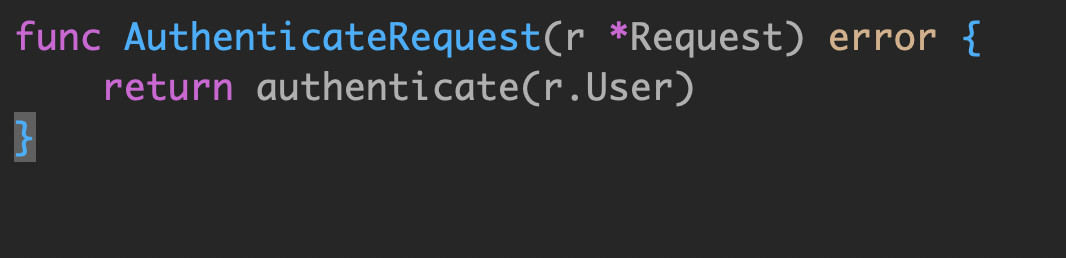 func AuthenticateRequest(r *Request) error {
    return authenticate(r.User)
}